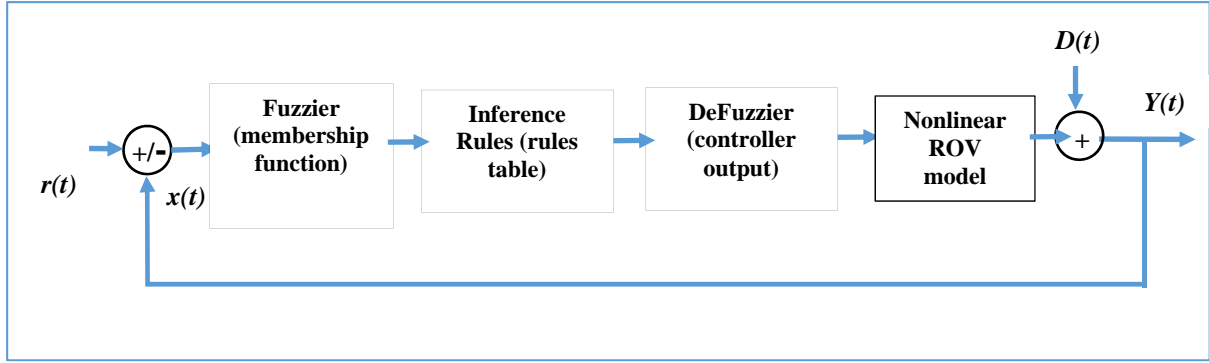 D(t)
Y(t)
r(t)
+/-
x(t)
Fuzzier
(membership
function)
Inference
Rules (rules
table)
DeFuzzier
(controller
output)
Nonlinear
ROV
model
+